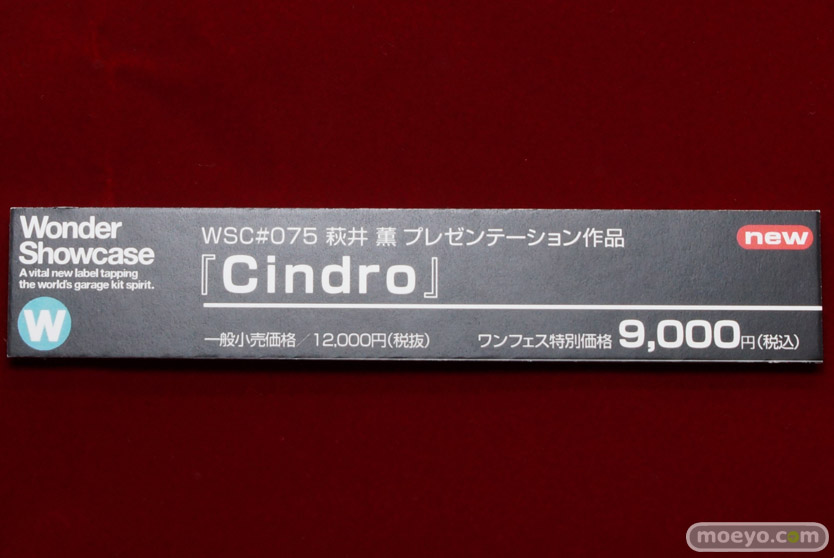 Wonder
Showcase
A vital new label tapping
the world's garage kit spirit.
W
WSC#075 萩井 薫 プレゼンテーション作品
new
『Cindro』
一般小売価格／12,000円(税抜)
ワンフェス特別価格 9,000円(税込)
moeyo.com